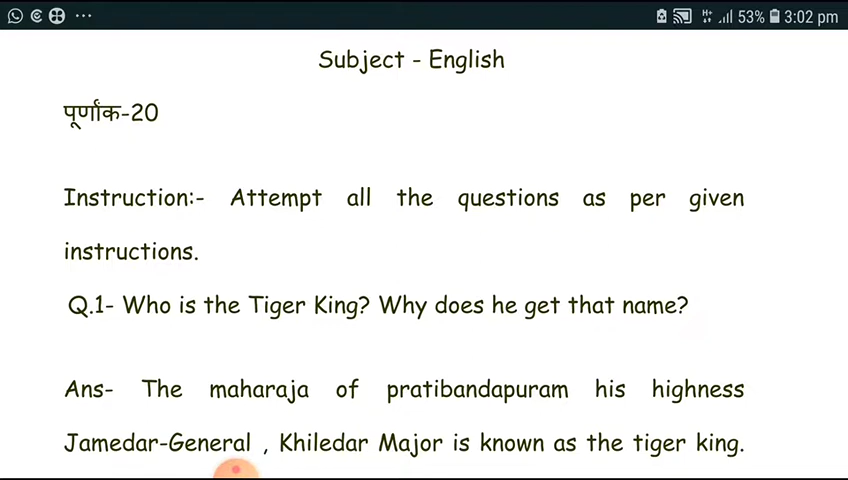 53% 3:02 pm
Subject - English
पूर्णांक-20
Instruction:- Attempt all the questions as per given
instructions.
Q.1- Who is the Tiger King? Why does he get that name?
Ans- The maharaja of pratibandapuram his highness
Jamedar-General , Khiledar Major is known as the tiger king.